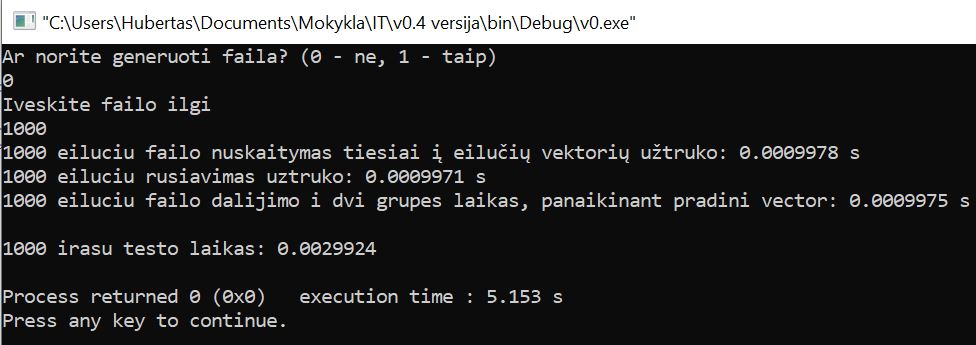 "C:\Users\Hubertas\Documents\Mokykla\IT\v0.4 versija\bin\Debug\v0.exe"
Ar norite generuoti faila? (0 - ne, 1 - taip)
0
Iveskite failo ilgi
1000
1000 eiluciu failo nuskaitymas tiesiai į eilučių vektorių užtruko: 0.0009978 s
1000 eiluciu rusiavimas uztruko: 0.0009971 s
1000 eiluciu failo dalijimo i dvi grupes laikas, panaikinant pradini vector: 0.0009975 s
1000 irasu testo laikas: 0.0029924
Process returned 0 (0x0)   execution time : 5.153 s
Press any key to continue.